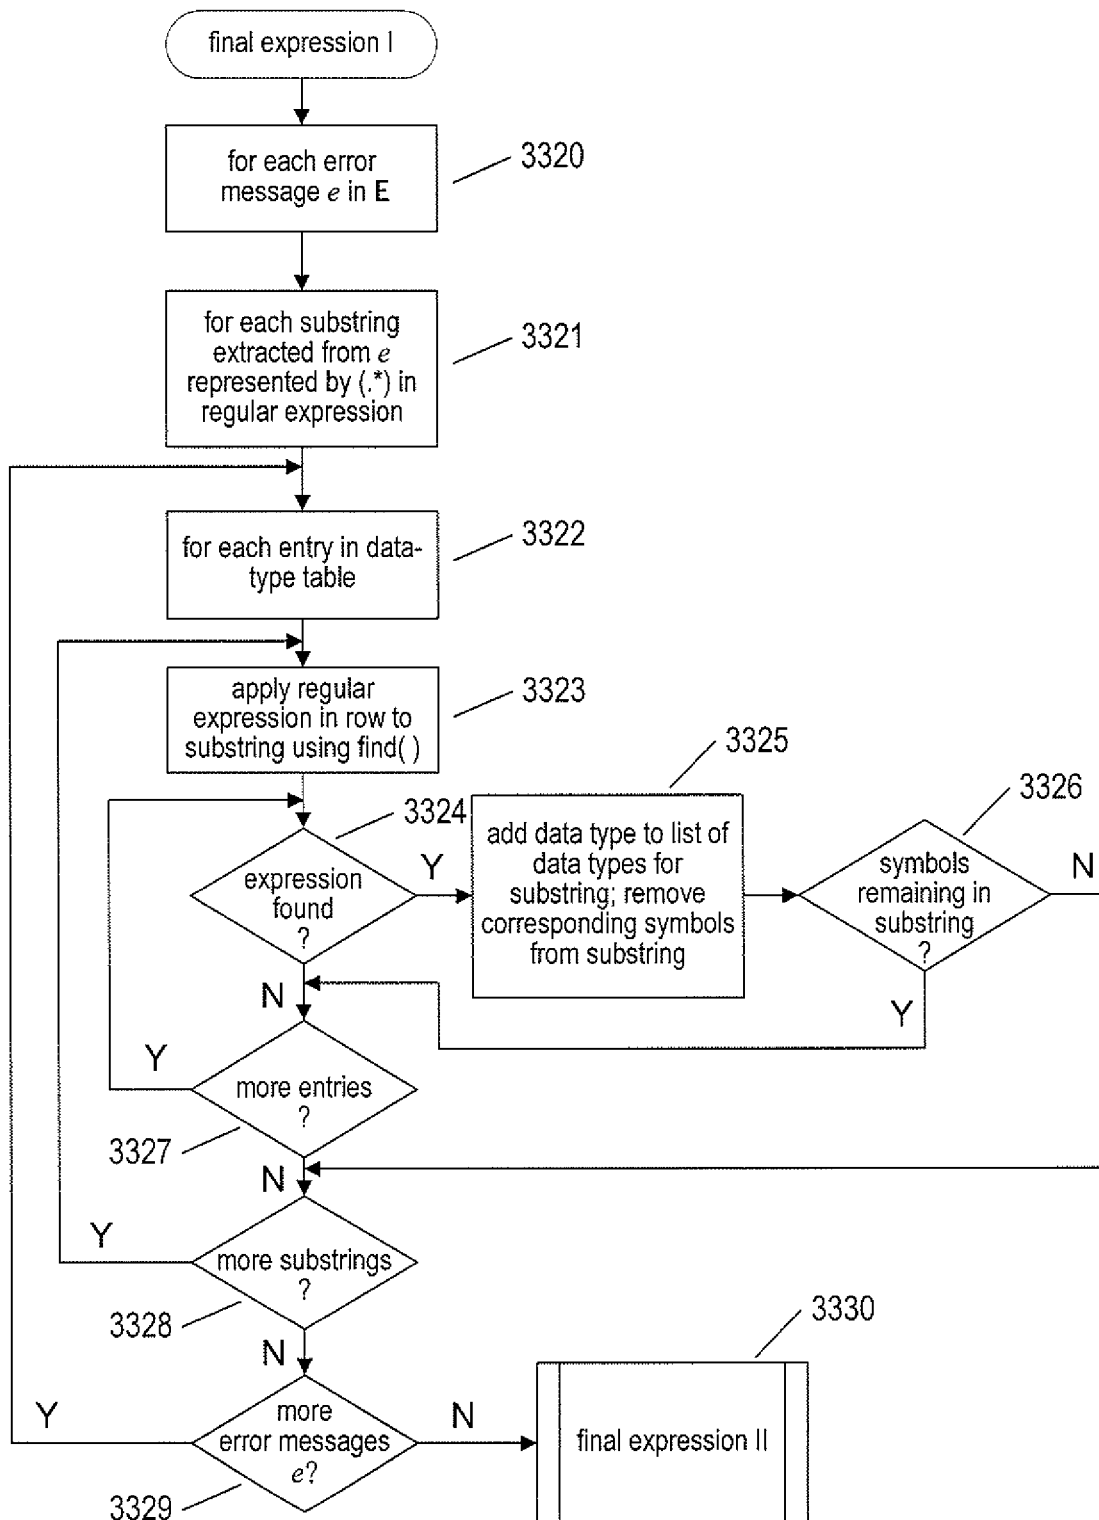 final expression I
for each error
message e in E
3320
for each substring
extracted from e
represented by (.*) in
regular expression
3321
for each entry in data-
type table
3322
apply regular
expression in row to
substring using find( )
3323
3324
expression
found
?
Y
N
3325
add data type to list of
data types for
substring; remove
corresponding symbols
from substring
3326
symbols
remaining in
substring
?
N
Y
more entries
?
Y
3327
N
more substrings
?
Y
3328
N
more
error messages
e?
Y
N
3329
3330
final expression II